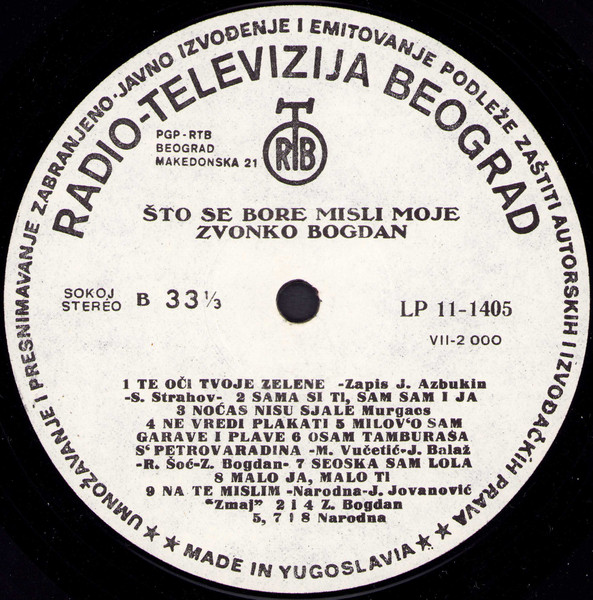 UMNOŽAVANJE I PRESNIMAVANJE ZABRANJENO·JAVNO IZVOĐENJE I EMITOVANJE PODLEŽE ZAŠTITI AUTORSKIH I IZVOĐAČKIH PRAVA
RADIO-TELEVIZIJA BEOGRAD
PGP-RTB
BEOGRAD
MAKEDONSKA 21
RTB
ŠTO SE BORE MISLI MOJE
ZVONKO BOGDAN
SOKOJ
STEREO
B 33 1/3
LP 11-1405
VII-2 000
1 TE OČI TVOJE ZELENE -Zapis J. Azbukin
-S. Strahov- 2 SAMA SI TI, SAM SAM I JA
3 NOĆAS NISU SJALE Murgacs
4 NE VREDI PLAKATI 5 MILOV'O SAM
GARAVE I PLAVE 6 OSAM TAMBURAŠA
S' PETROVARADINA -M. Vučetić-J. Balaž
-R. Šoć-Z. Bogdan- 7 SEOSKA SAM LOLA
8 MALO JA, MALO TI
9 NA TE MISLIM -Narodna-J. Jovanović
"Zmaj" 2 i 4 Z. Bogdan
5, 7 i 8 Narodna
★ ★ MADE IN YUGOSLAVIA ★ ★